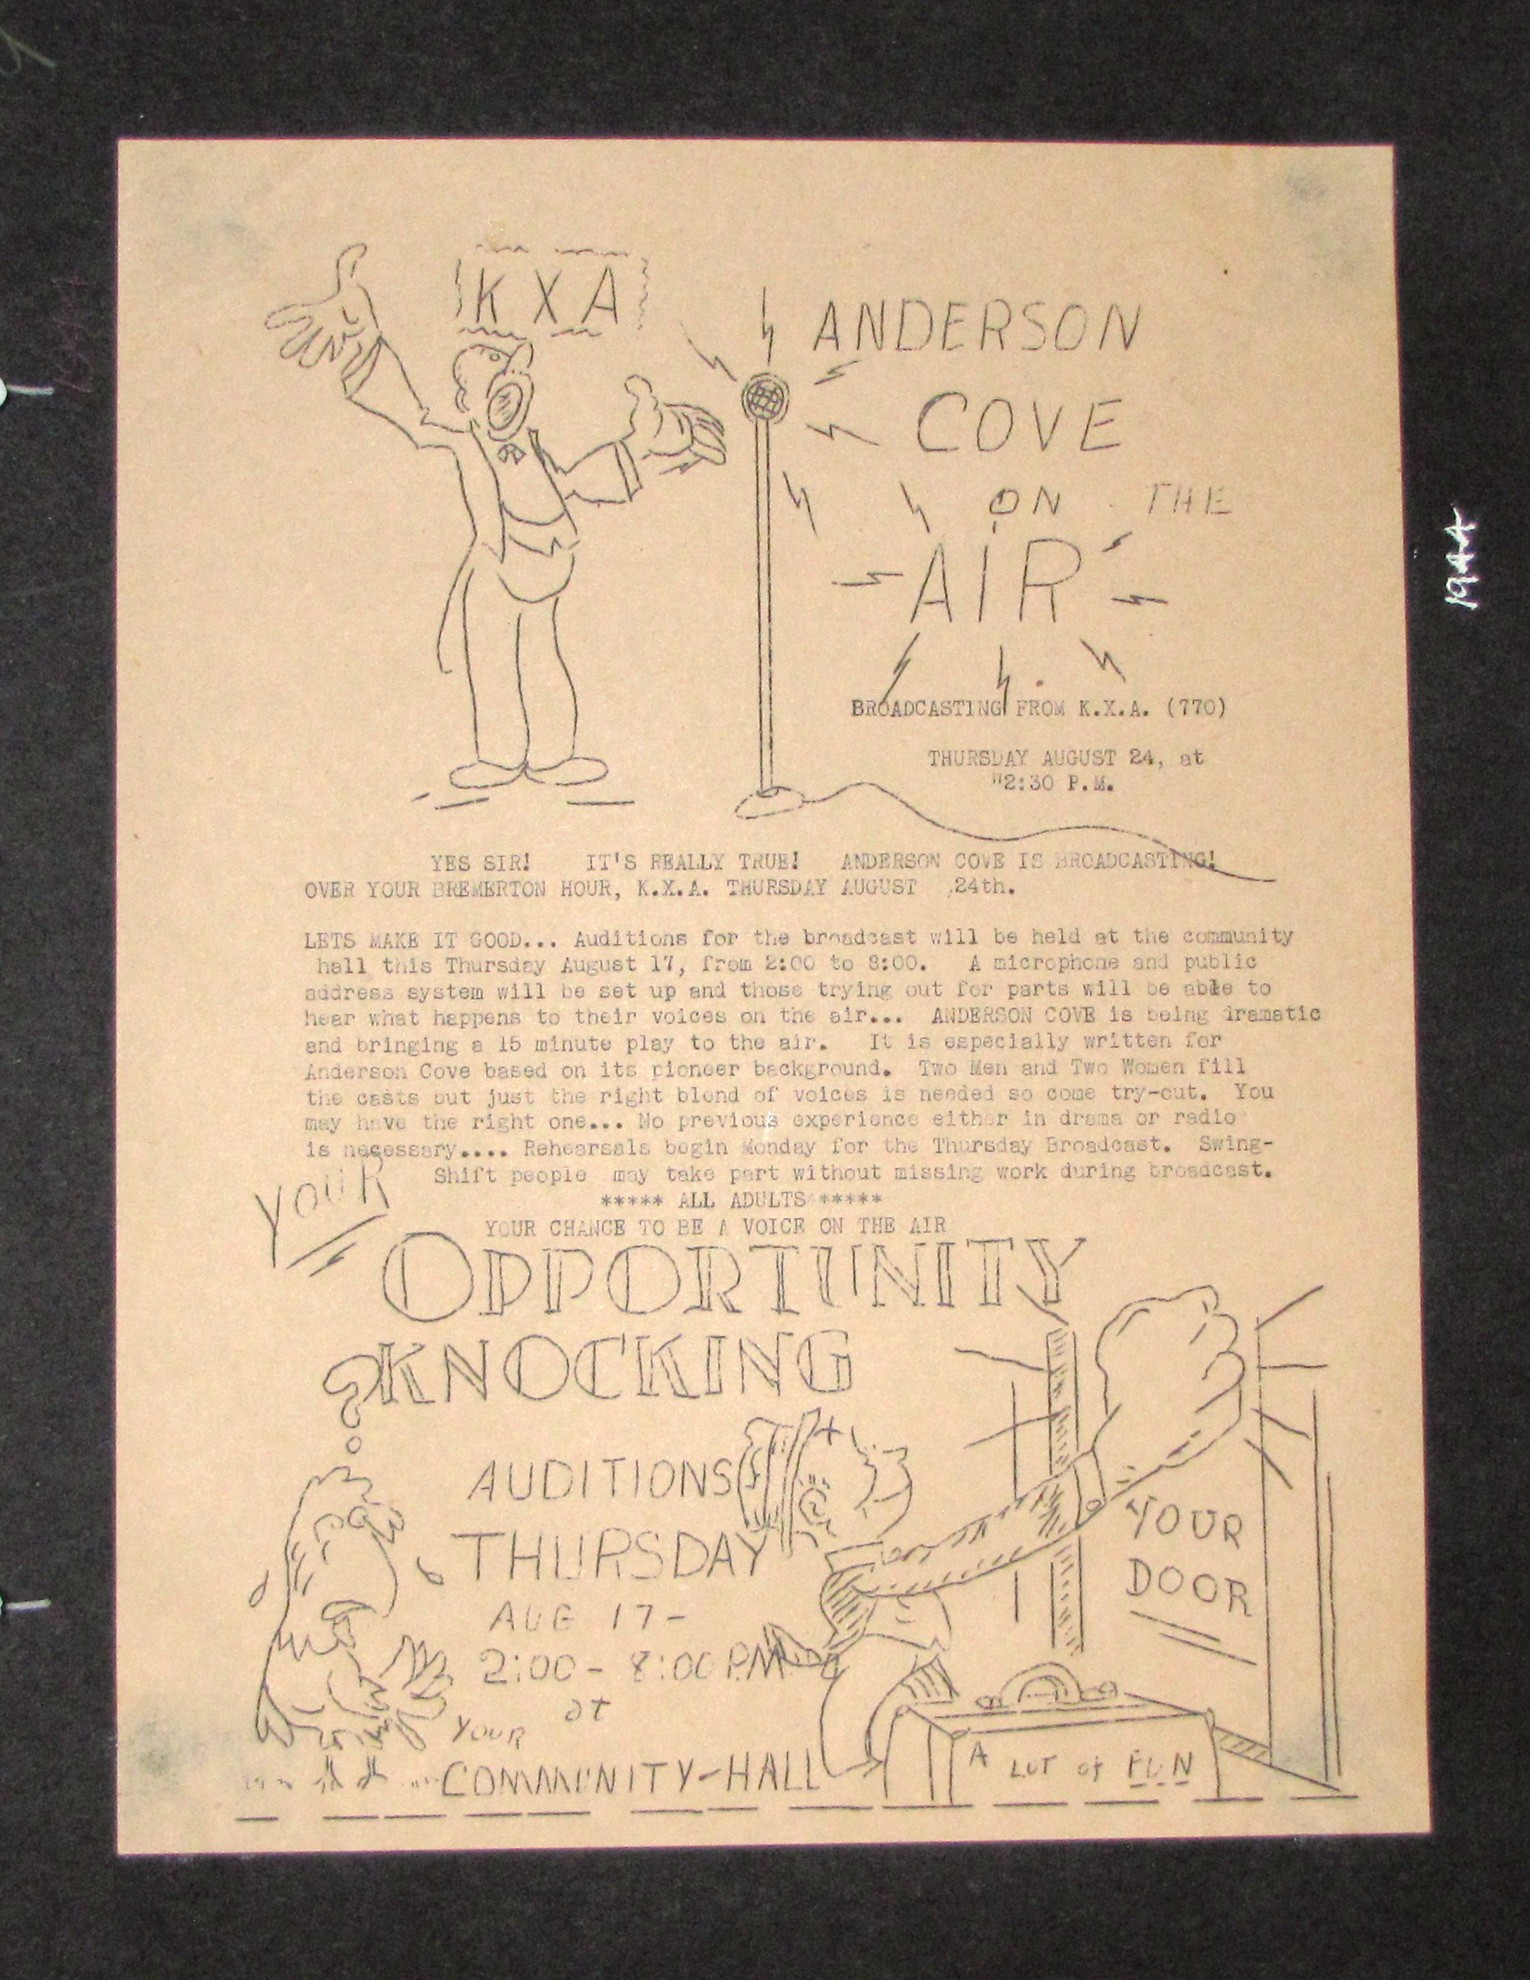 KXA
ANDERSON
COVE
ON THE
AIR
BROADCASTING FROM K.X.A. (770)
THURSDAY AUGUST 24, at
"2:30 P.M.
YES SIR! IT'S REALLY TRUE! ANDERSON COVE IS BROADCASTING!
OVER YOUR BREMERTON HOUR, K.X.A. THURSDAY AUGUST 24th.
LETS MAKE IT GOOD... Auditions for the broadcast will be held at the community
hall this Thursday August 17, from 2:00 to 8:00. A microphone and public
address system will be set up and those trying out for parts will be able to
hear what happens to their voices on the air... ANDERSON COVE is being dramatic
and bringing a 15 minute play to the air. It is especially written for
Anderson Cove based on its pioneer background. Two Men and Two Women fill
the casts but just the right blend of voices is needed so come try-out. You
may have the right one... No previous experience either in drama or radio
is necessary.... Rehearsals begin Monday for the Thursday Broadcast. Swing-
Shift people may take part without missing work during broadcast.
***** ALL ADULTS *****
YOUR CHANCE TO BE A VOICE ON THE AIR
YOUR
OPPORTUNITY
?KNOCKING
AUDITIONS
THURSDAY
AUG 17-
2:00 - 8:00 PM
at
YOUR
COMMUNITY-HALL
YOUR
DOOR
A LOT OF FUN
1944